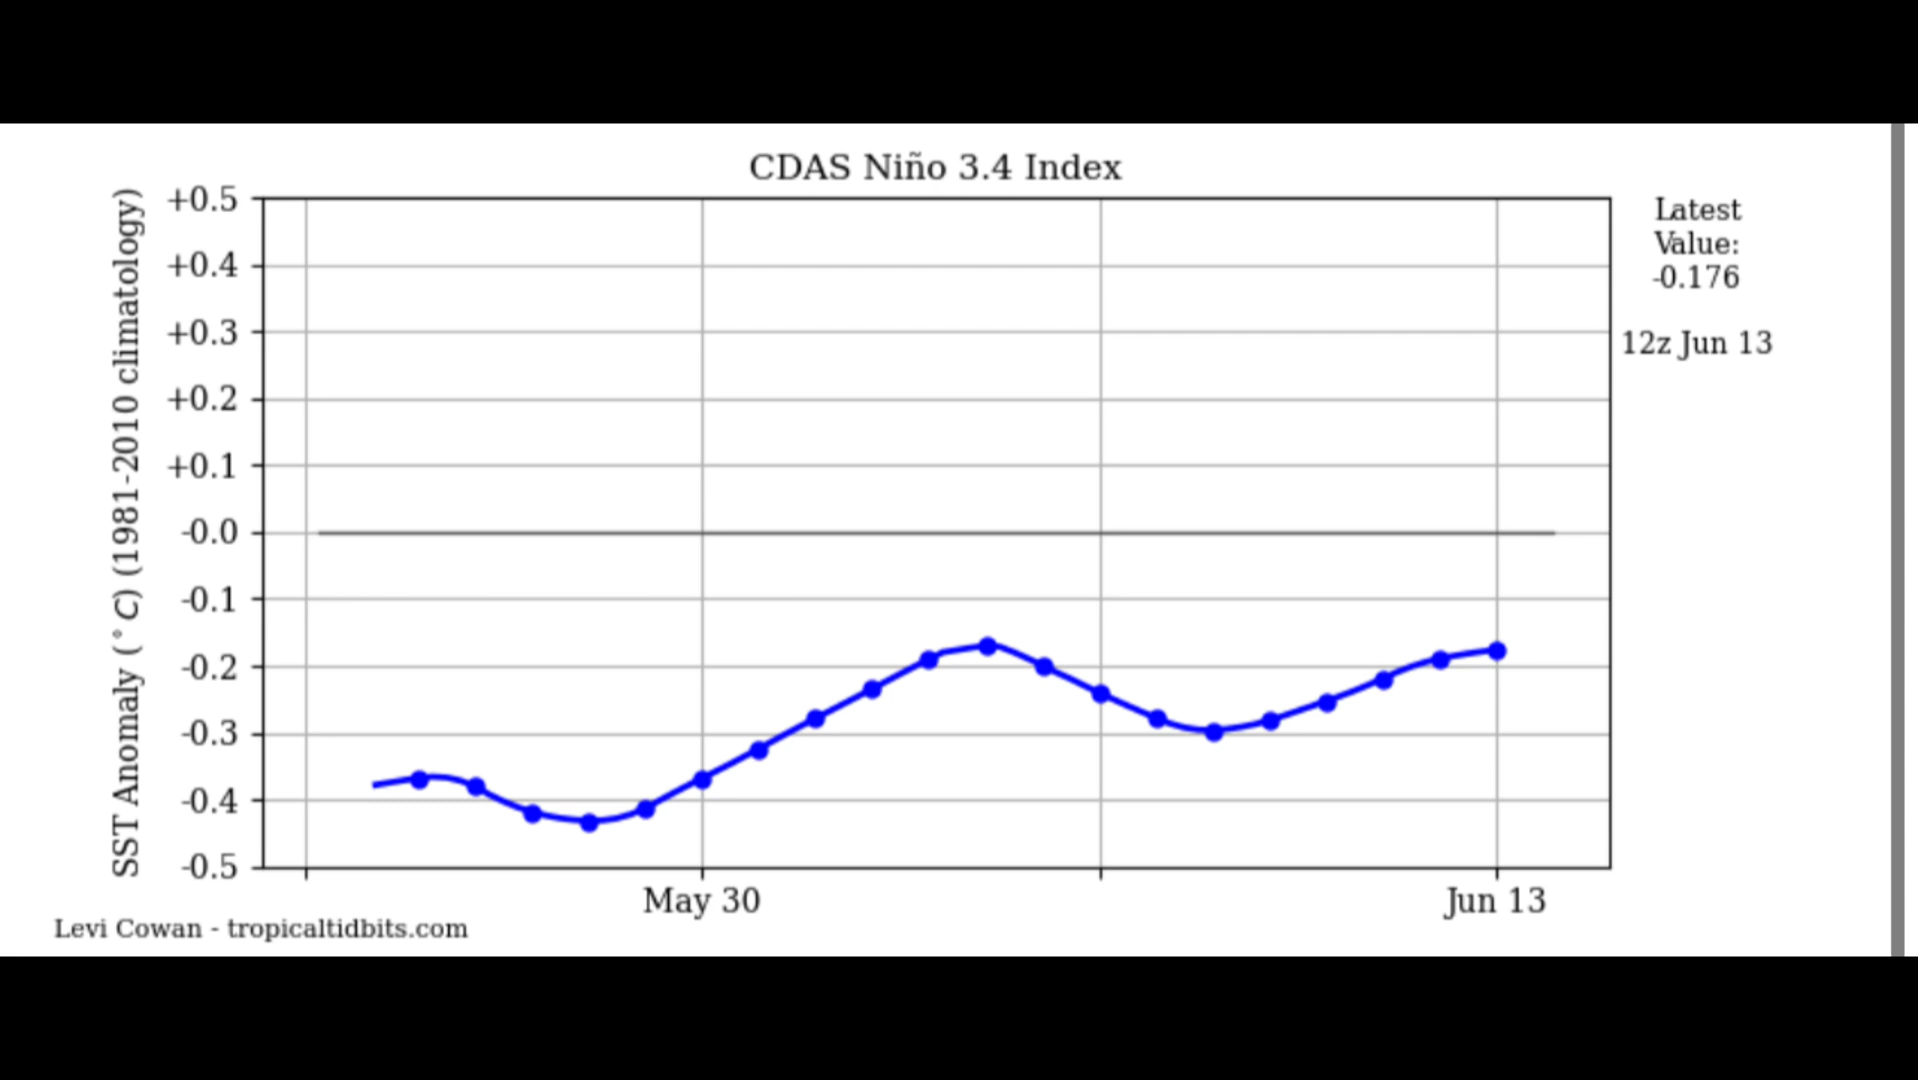 CDAS Niño 3.4 Index
SST Anomaly (°C) (1981-2010 climatology)
+0.5
+0.4
+0.3
+0.2
+0.1
-0.0
-0.1
-0.2
-0.3
-0.4
-0.5
May 30
Jun 13
Latest
Value:
-0.176
12z Jun 13
Levi Cowan - tropicaltidbits.com